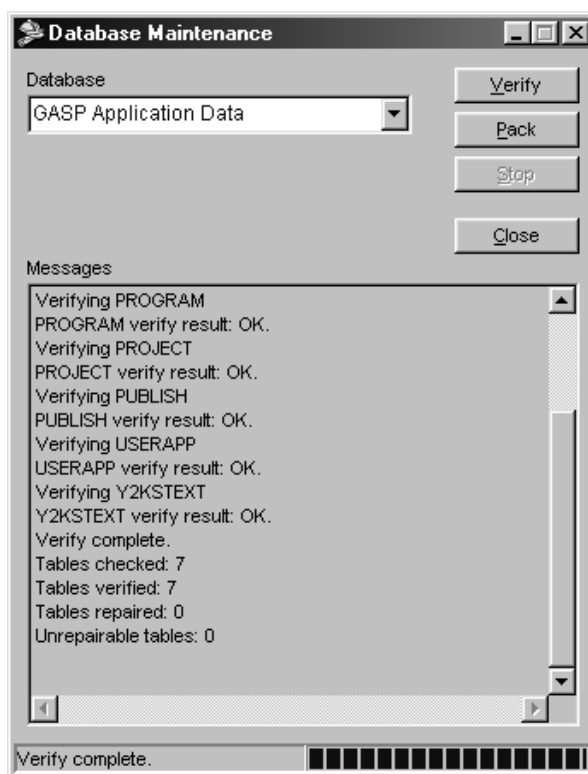 Database Maintenance
Database
GASP Application Data
Verify
Pack
Stop
Close
Messages
Verifying PROGRAM
PROGRAM verify result: OK.
Verifying PROJECT
PROJECT verify result: OK.
Verifying PUBLISH
PUBLISH verify result: OK.
Verifying USERAPP
USERAPP verify result: OK.
Verifying Y2KSTEXT
Y2KSTEXT verify result: OK.
Verify complete.
Tables checked: 7
Tables verified: 7
Tables repaired: 0
Unrepairable tables: 0
Verify complete.